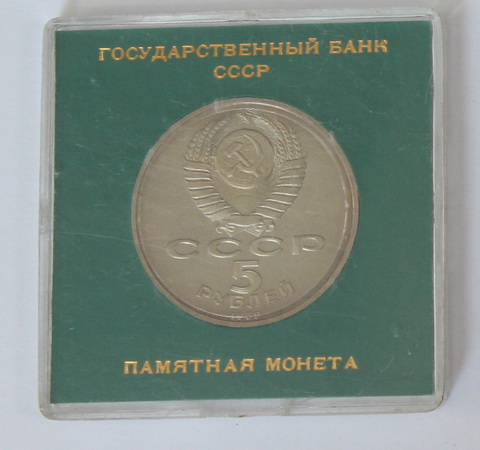 ГОСУДАРСТВЕННЫЙ БАНК
СССР
СССР
5
РУБЛЕЙ
ПАМЯТНАЯ МОНЕТА